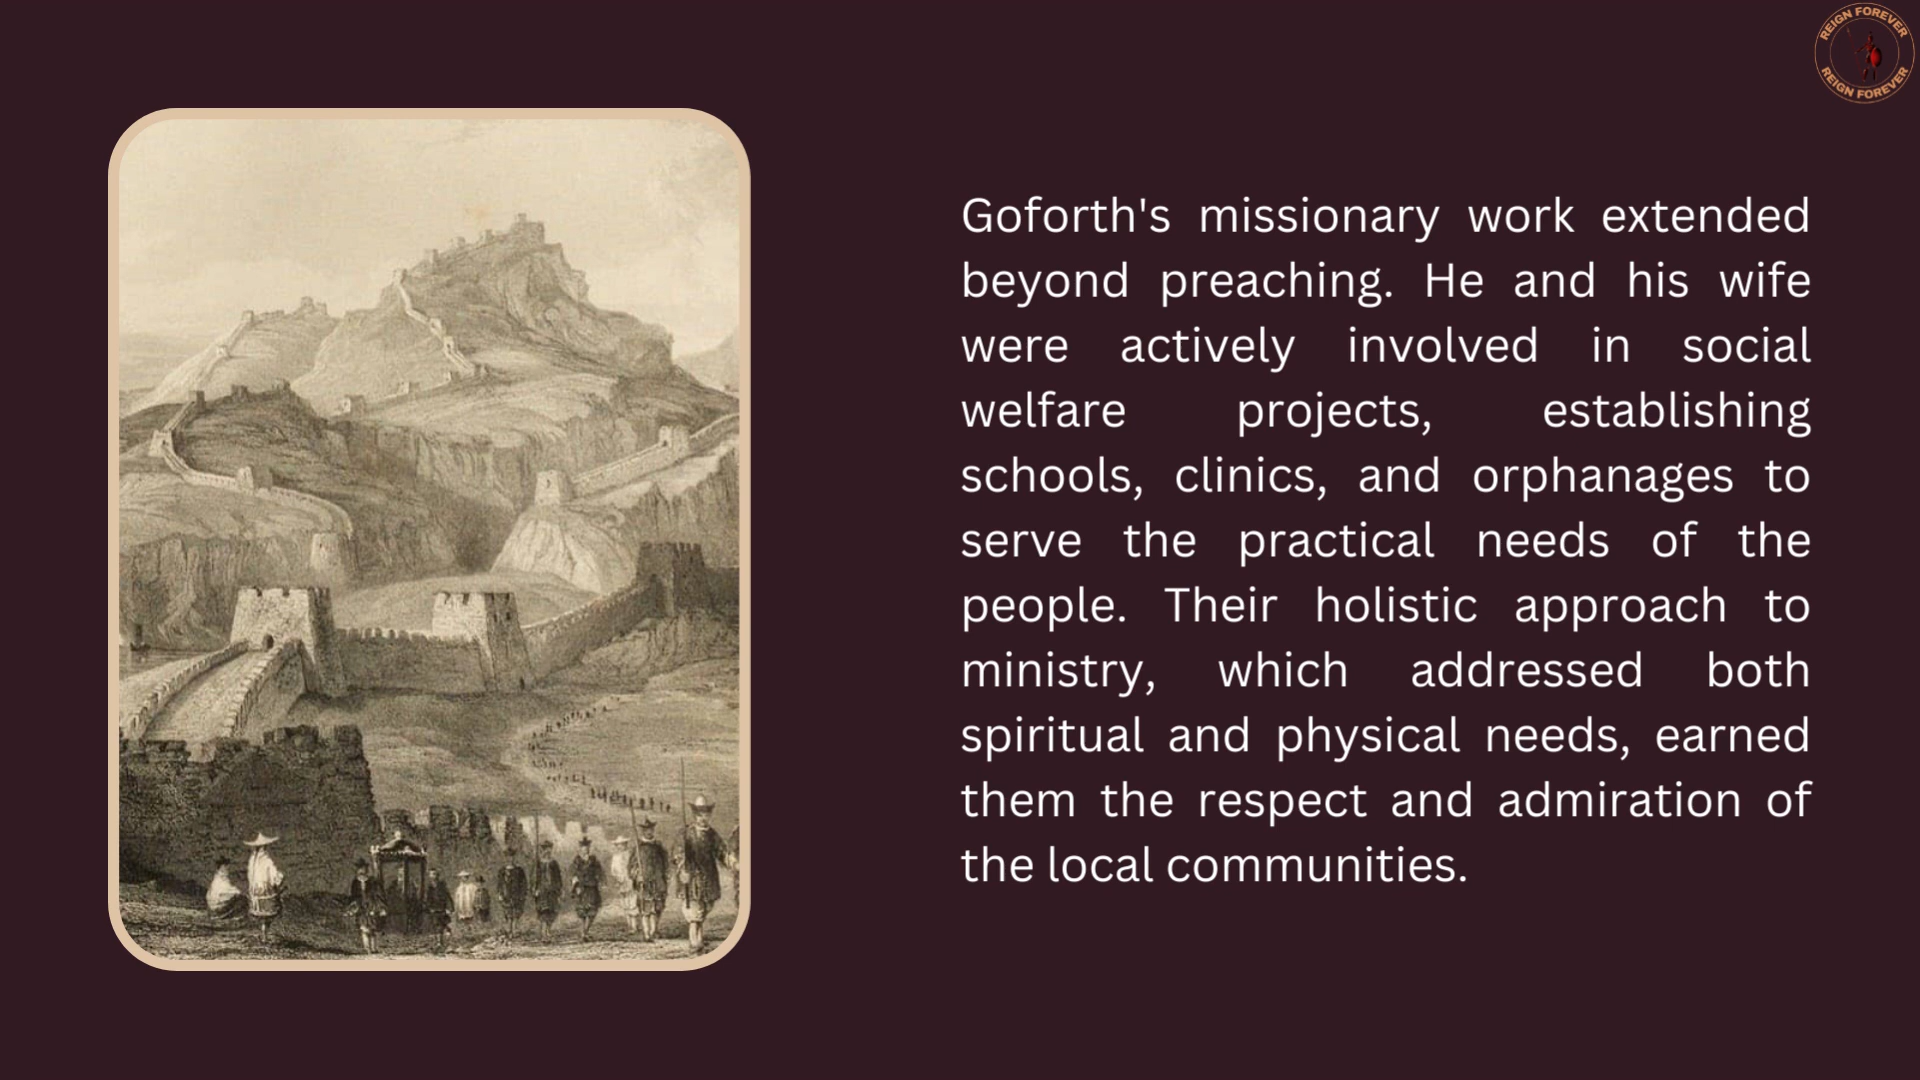 REIGN FOREVER
REIGN FOREVER
Goforth's missionary work extended
beyond preaching. He and his wife
were actively involved in social
welfare projects, establishing
schools, clinics, and orphanages to
serve the practical needs of the
people. Their holistic approach to
ministry, which addressed both
spiritual and physical needs, earned
them the respect and admiration of
the local communities.